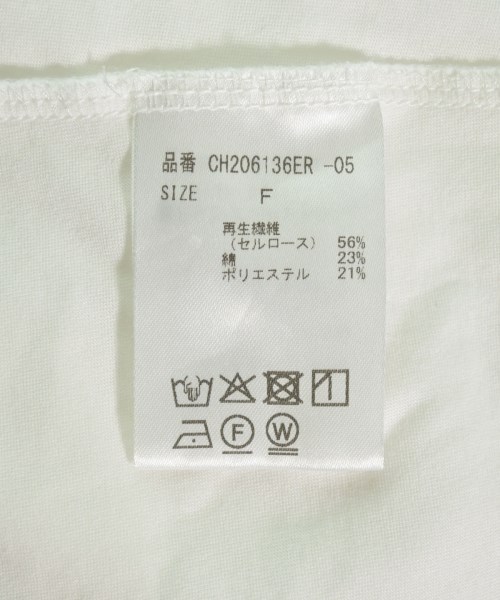 品番 CH206136ER -05
SIZE F
再生繊維
(セルロース) 56%
綿 23%
ポリエステル 21%
F W